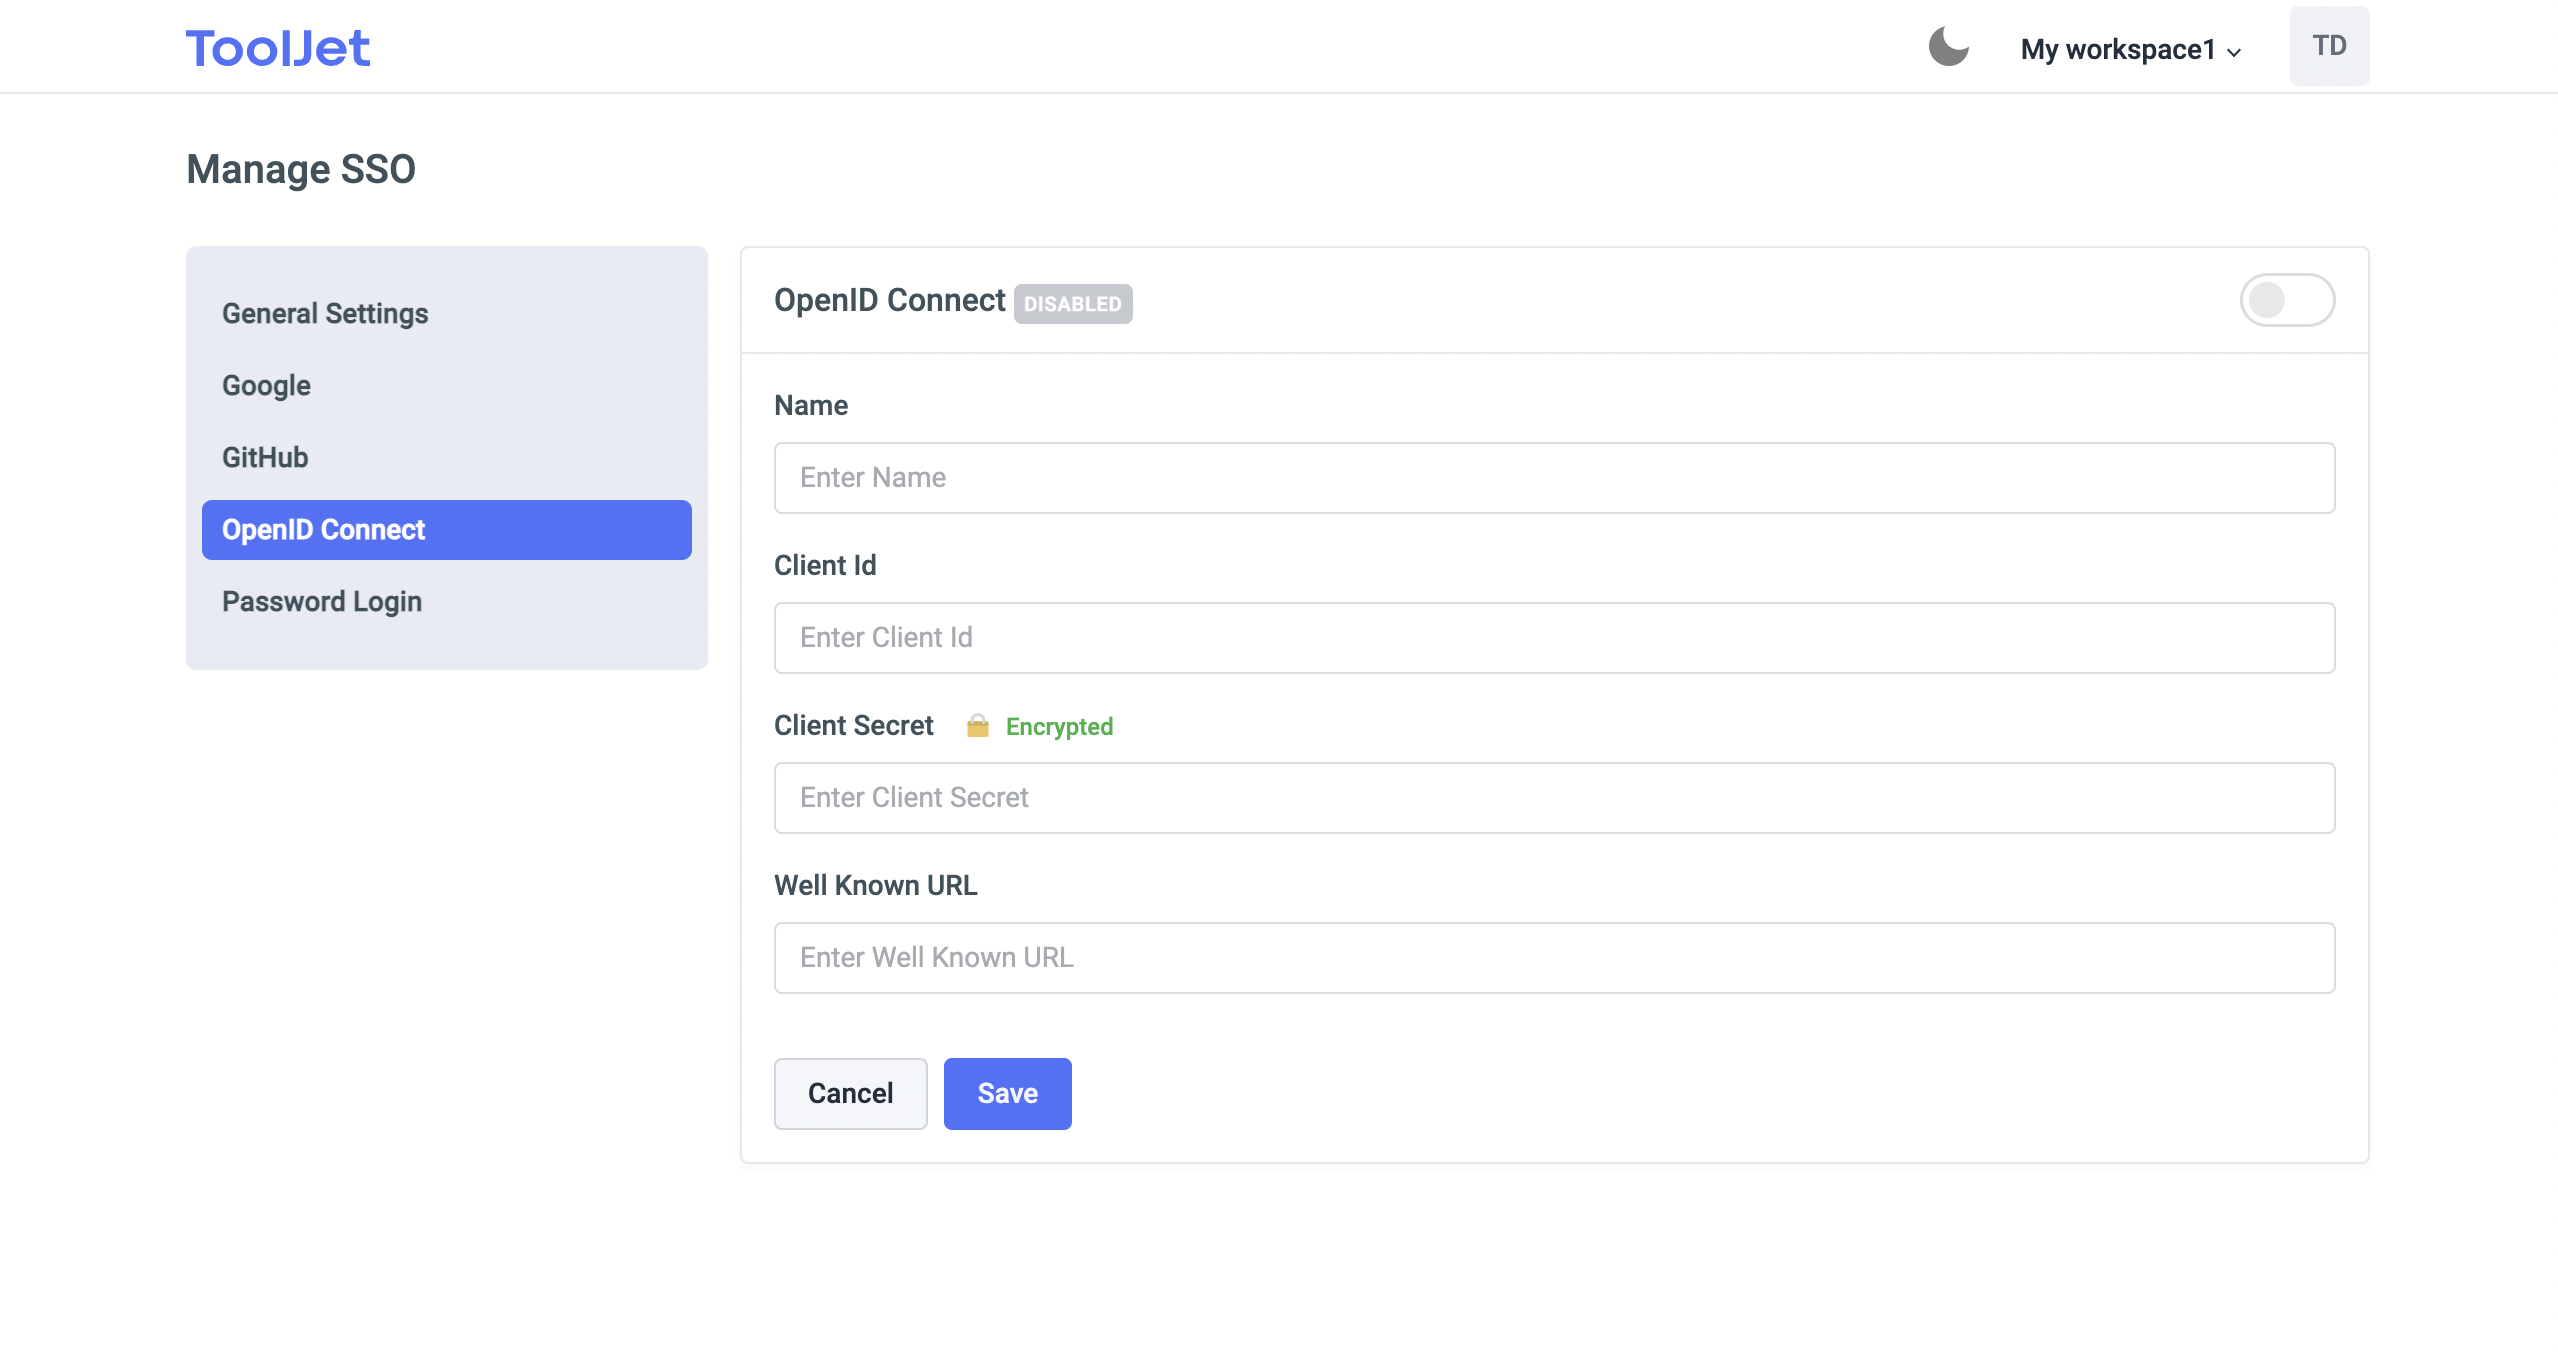 ToolJet
My workspace1
TD
Manage SSO
General Settings
Google
GitHub
OpenID Connect
Password Login
OpenID Connect DISABLED
Name
Enter Name
Client Id
Enter Client Id
Client Secret Encrypted
Enter Client Secret
Well Known URL
Enter Well Known URL
Cancel Save